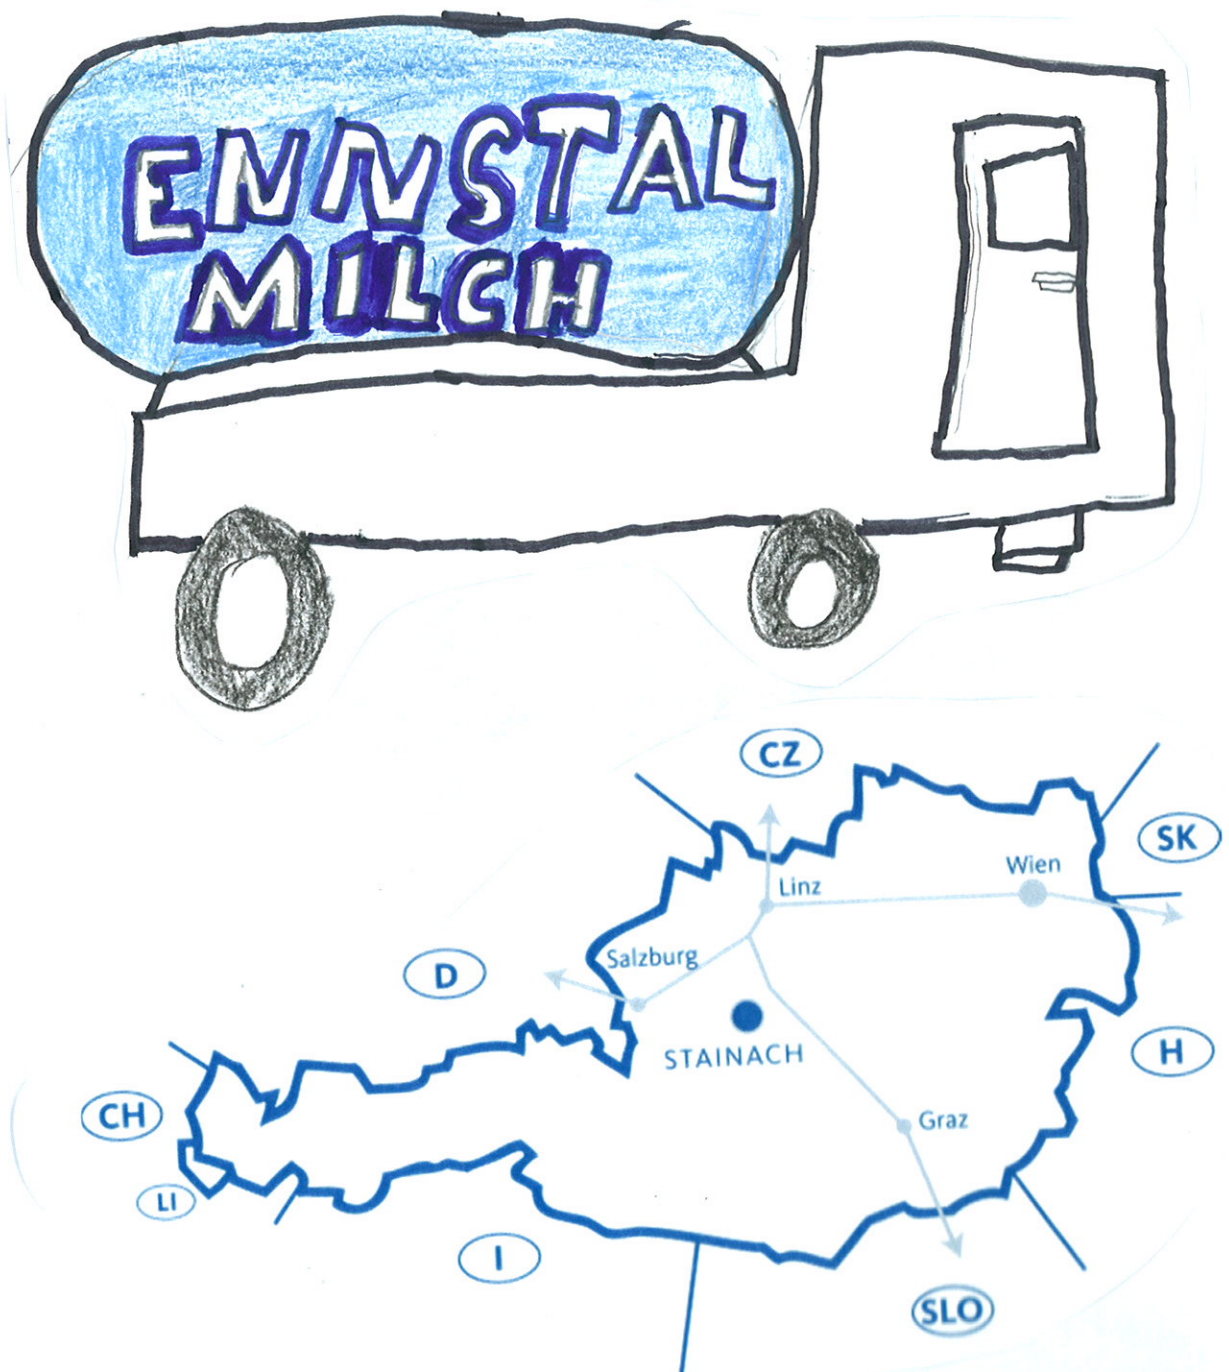 ENNSTAL
MILCH
CZ
SK
Wien
Linz
Salzburg
D
STAINACH
H
CH
Graz
LI
I
SLO